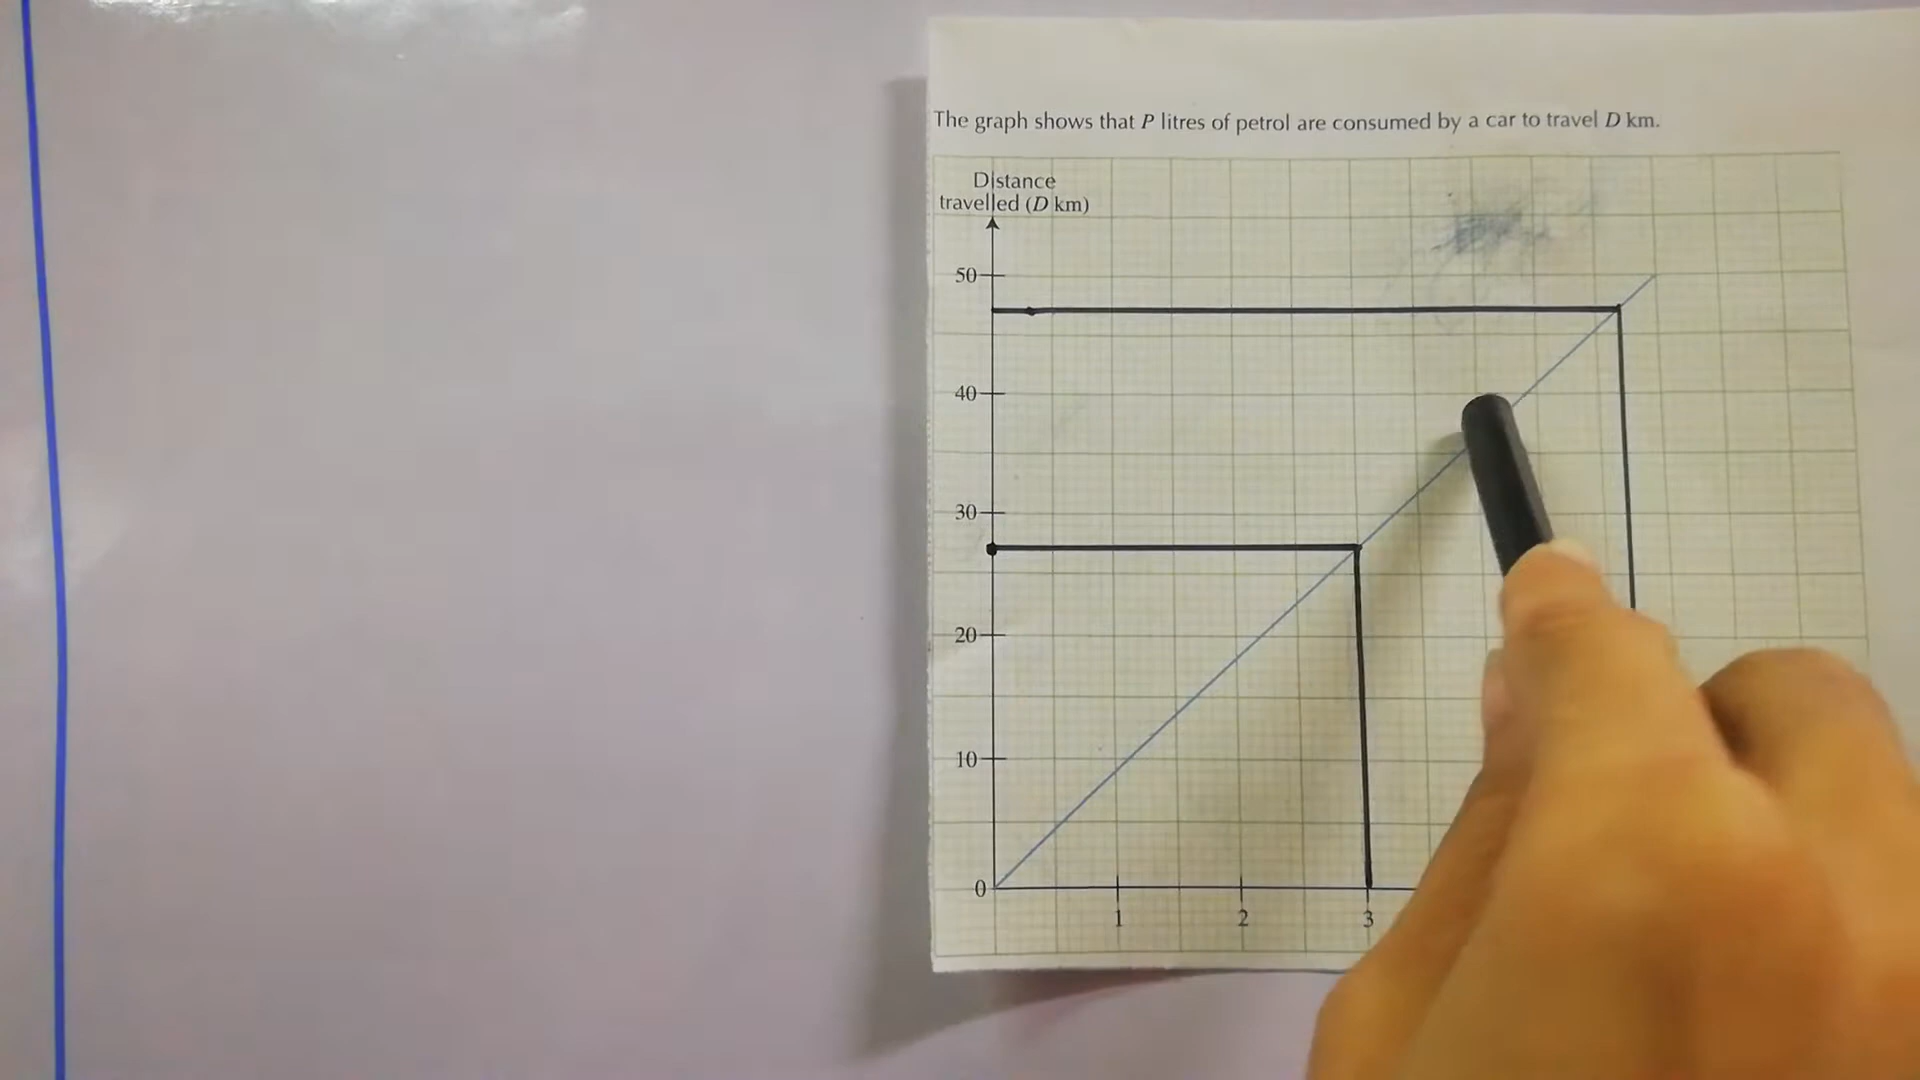 The graph shows that P litres of petrol are consumed by a car to travel D km.
Distance
travelled (D km)
50
40
30
20
10
0
1 2 3